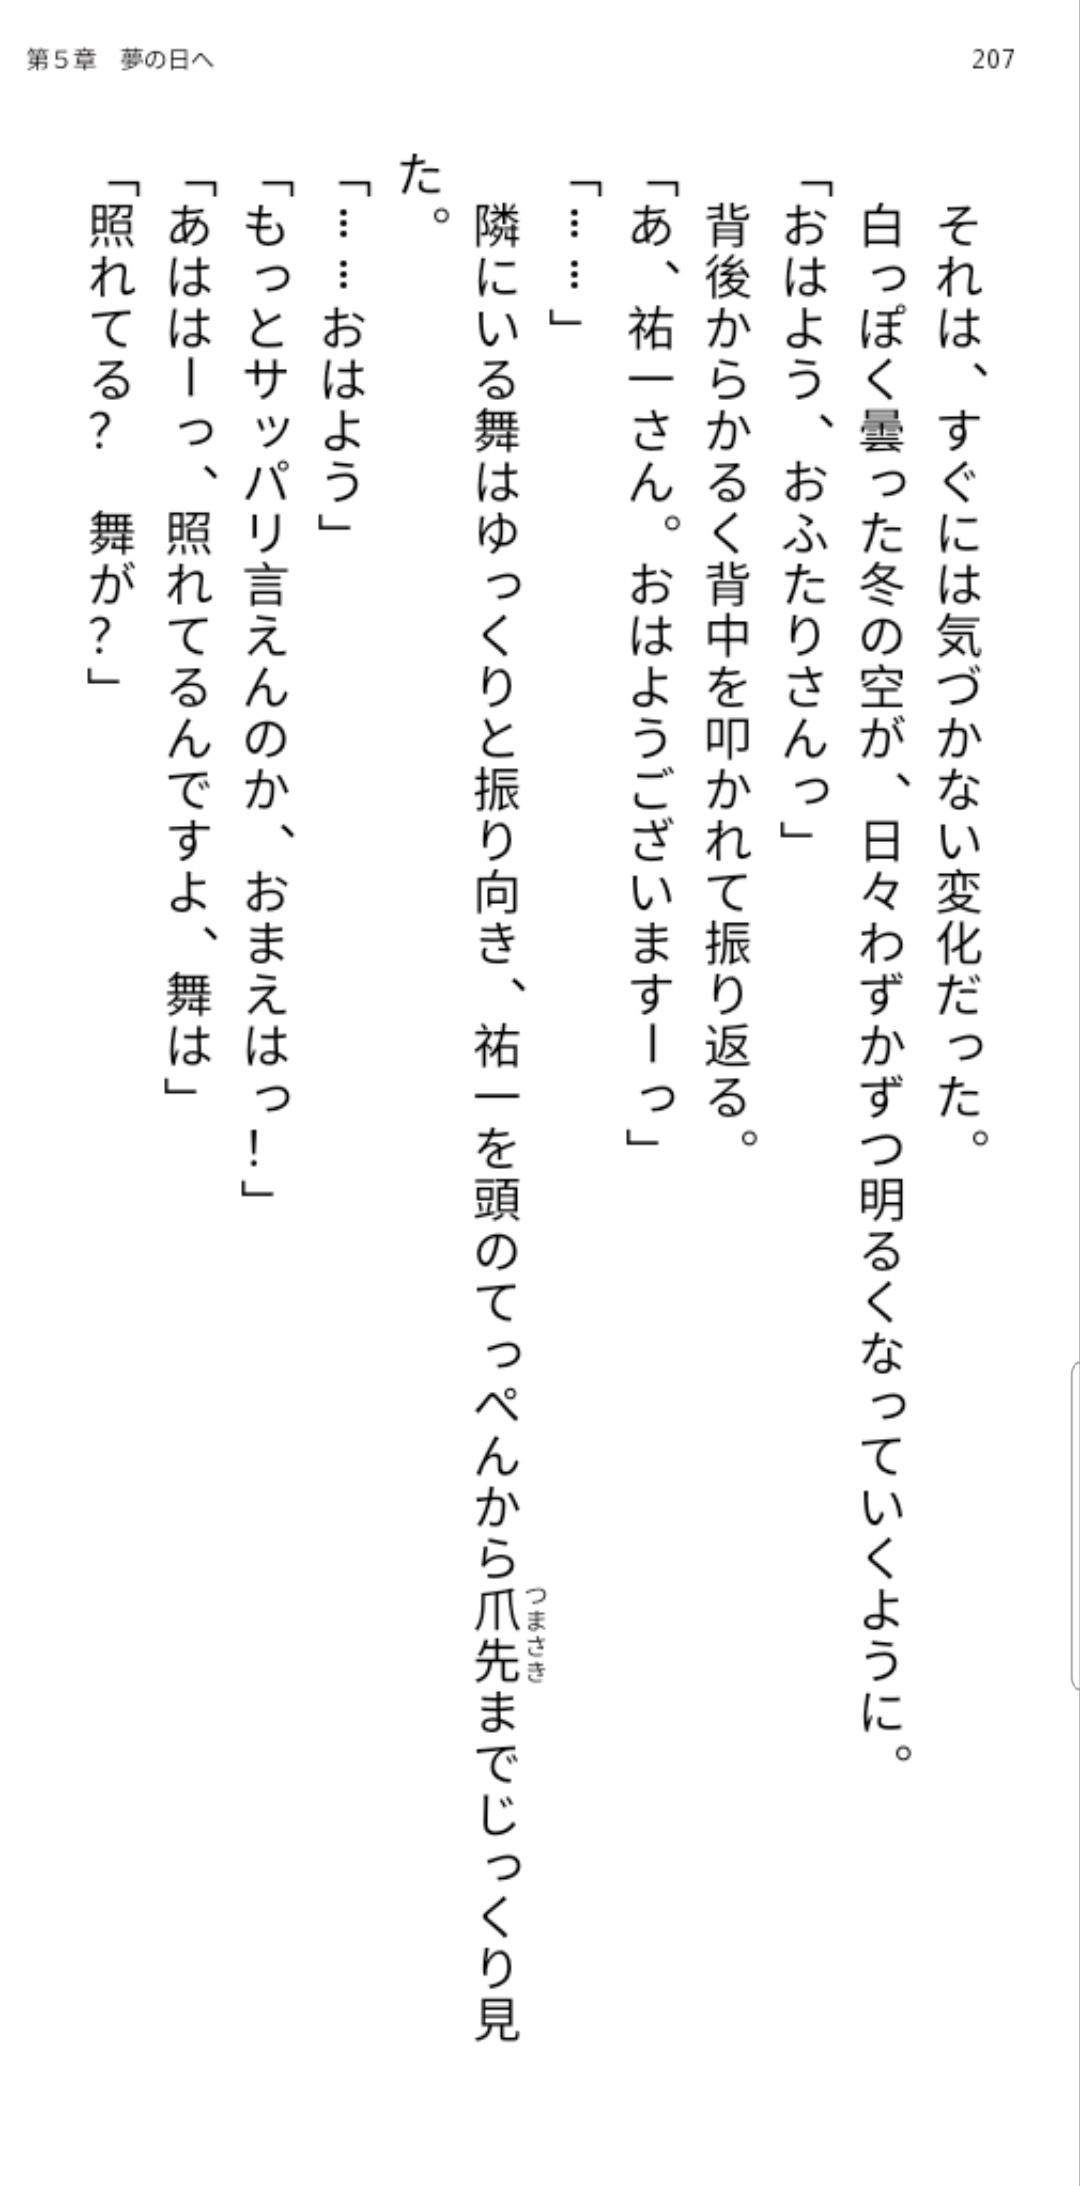 第5章　夢の日へ
207
　それは、すぐには気づかない変化だった。
　白っぽく曇った冬の空が、日々わずかずつ明るくなっていくように。
「おはよう、おふたりさんっ」
　背後からかるく背中を叩かれて振り返る。
「あ、祐一さん。おはようございますーっ」
「……」
　隣にいる舞はゆっくりと振り向き、祐一を頭のてっぺんから爪先までじっくり見
つまさき
た。
「……おはよう」
「もっとサッパリ言えんのか、おまえはっ！」
「あははーっ、照れてるんですよ、舞は」
「照れてる？　舞が？」